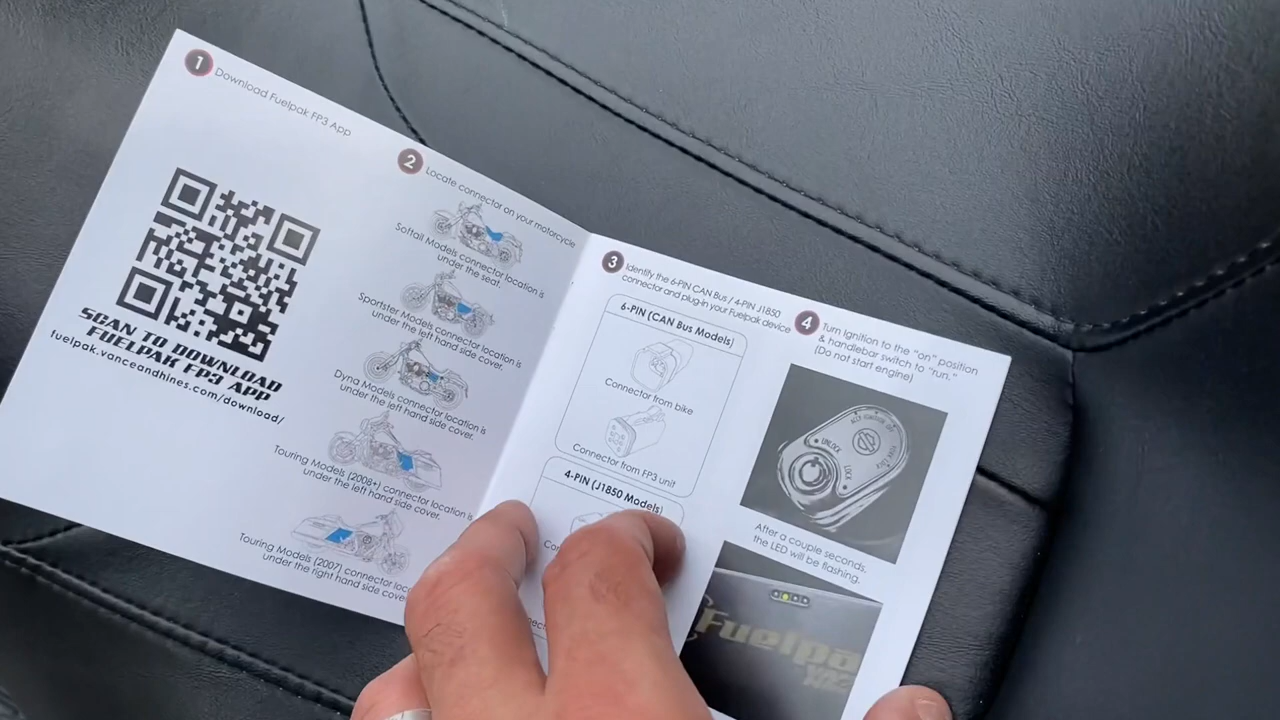 1 Download Fuelpak FP3 App
SCAN TO DOWNLOAD
FUELPAK FP3 APP
fuelpak.vanceandhines.com/download/
2 Locate connector on your motorcycle
Softail Models connector location is
under the seat.
Sportster Models connector location is
under the left hand side cover.
Dyna Models connector location is
under the left hand side cover.
Touring Models (2008+) connector location is
under the left hand side cover.
Touring Models (2007) connector
under the right hand side
3 Identify the 6-PIN CAN Bus / 4-PIN J1850
connector and plug-in your Fuelpak device
6-PIN (CAN Bus Models)
Connector from bike
Connector from FP3 unit
4-PIN (J1850 Models)
4 Turn Ignition to the "on" position
& handlebar switch to "run."
(Do not start engine)
ACC IGNITION
UNLOCK
LOCK
After a couple seconds,
the LED will be flashing.
Fuelpa